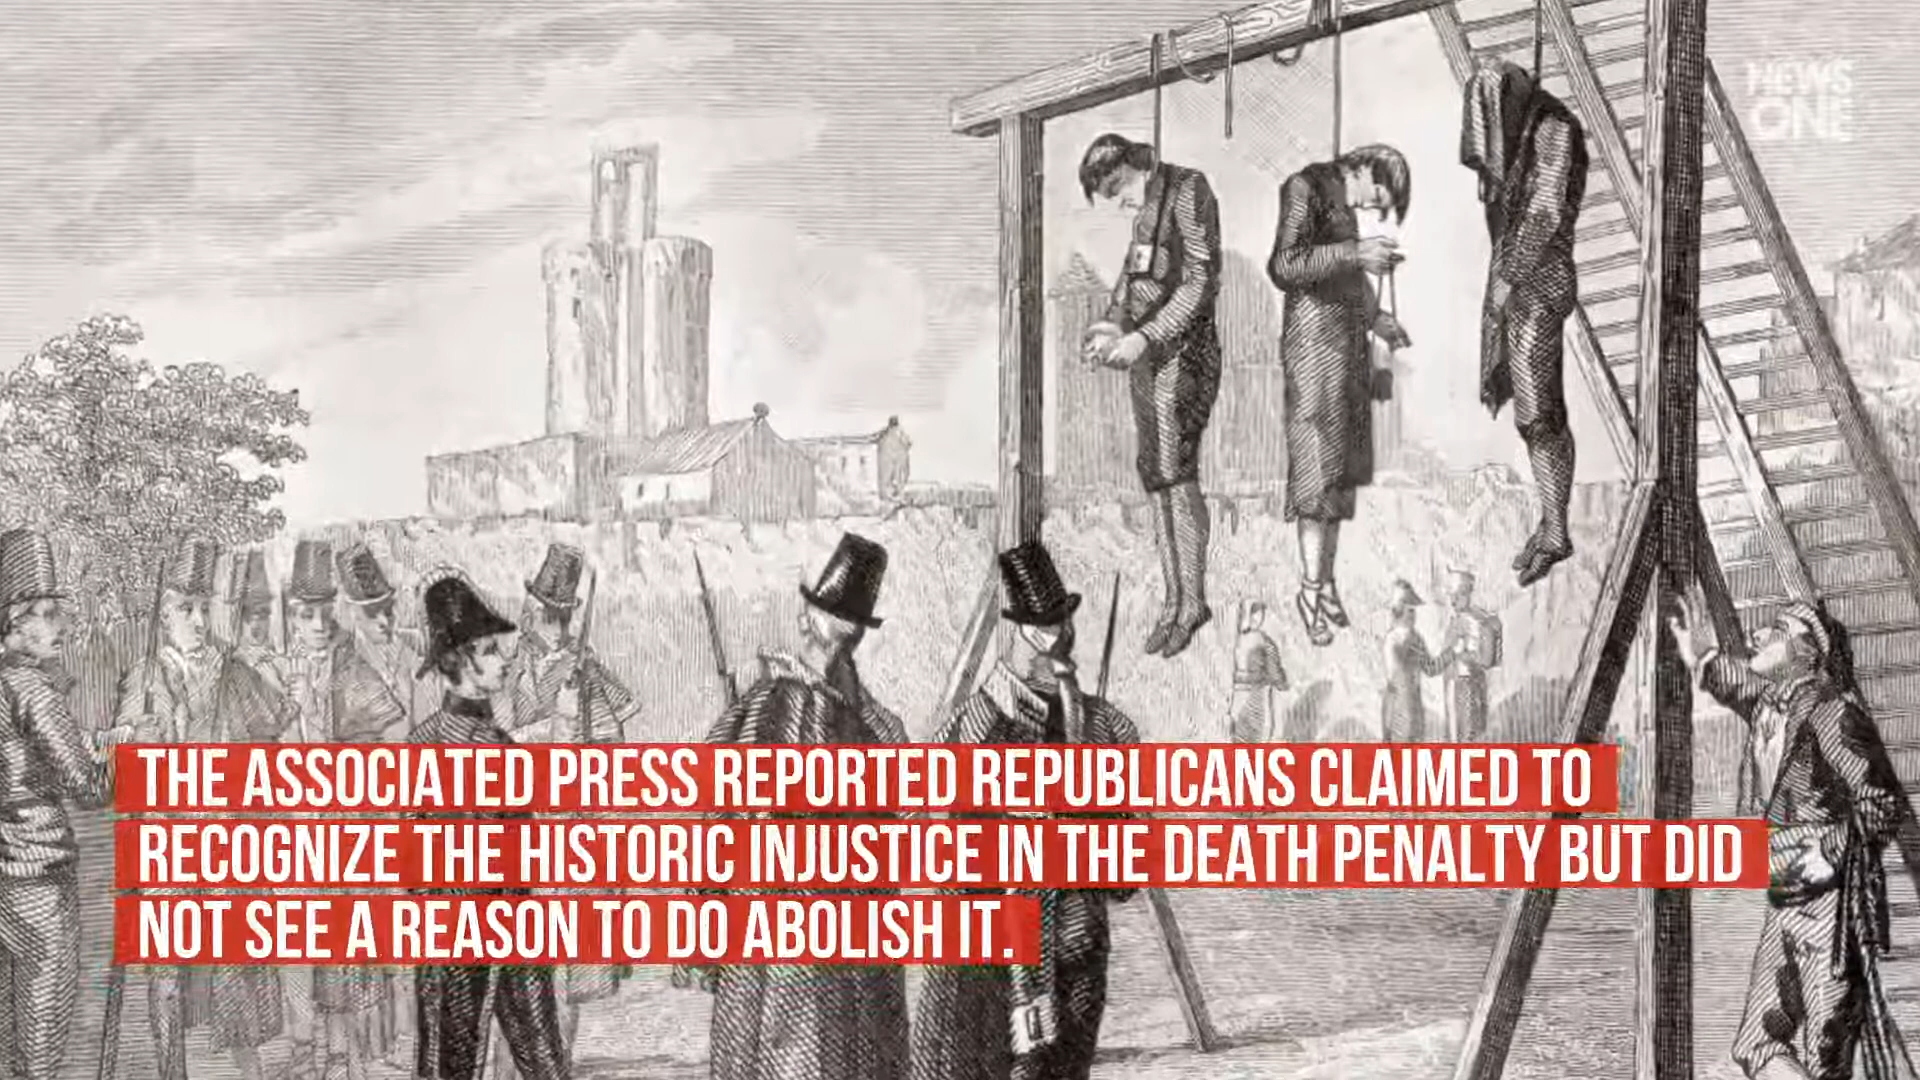 NEWS
ONE
THE ASSOCIATED PRESS REPORTED REPUBLICANS CLAIMED TO
RECOGNIZE THE HISTORIC INJUSTICE IN THE DEATH PENALTY BUT DID
NOT SEE A REASON TO DO ABOLISH IT.